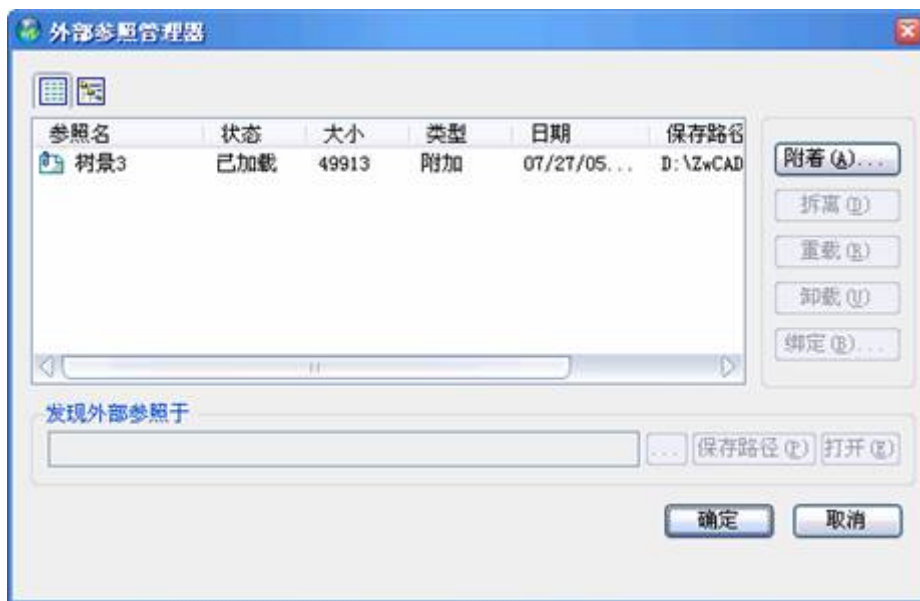 外部参照管理器
参照名 状态 大小 类型 日期 保存路径
树景3 已加载 49913 附加 07/27/05... D:\ZwCAD
附着(A)...
拆离(D)
重载(R)
卸载(U)
绑定(B)...
发现外部参照于
... 保存路径(P) 打开(E)
确定 取消